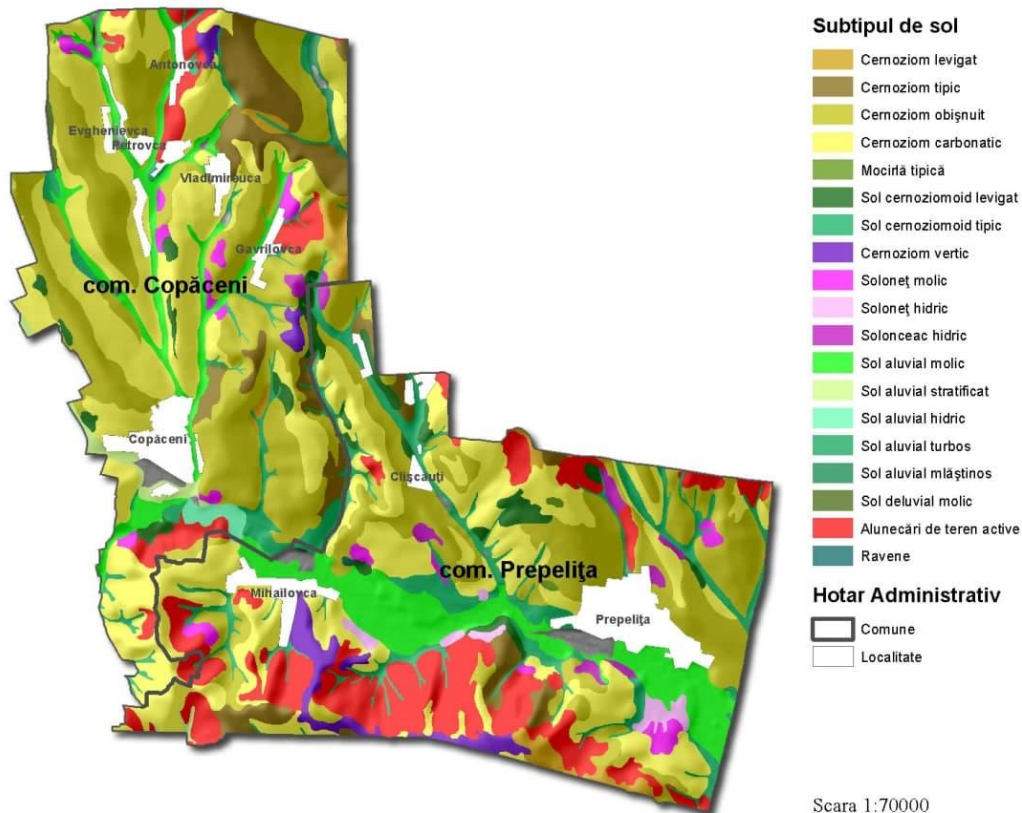 Antonovca
Evghenievca
Petrovca
Vladimireuca
Gavrilovca
com. Copăceni
Copăceni
Clişcăuţi
com. Prepeliţa
Mihailovca
Prepeliţa
Subtipul de sol
Cernoziom levigat
Cernoziom tipic
Cernoziom obişnuit
Cernoziom carbonatic
Mocirlă tipică
Sol cernoziomoid levigat
Sol cernoziomoid tipic
Cernoziom vertic
Soloneţ molic
Soloneţ hidric
Solonceac hidric
Sol aluvial molic
Sol aluvial stratificat
Sol aluvial hidric
Sol aluvial turbos
Sol aluvial mlăştinos
Sol deluvial molic
Alunecări de teren active
Ravene
Hotar Administrativ
Comune
Localitate
Scara 1:70000